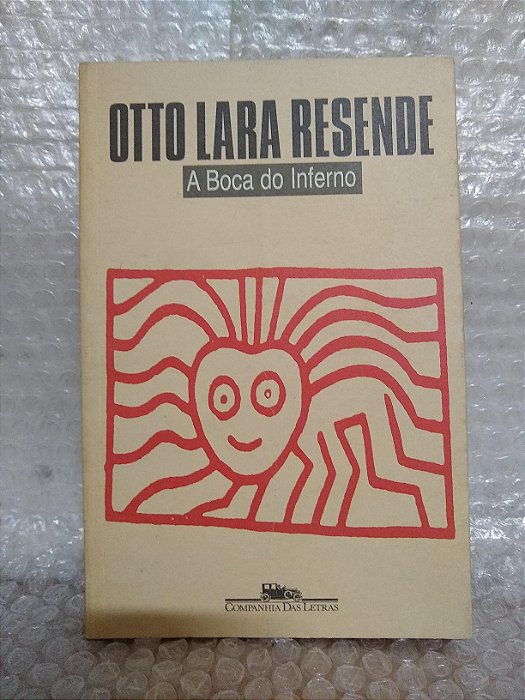 OTTO LARA RESENDE
A Boca do Inferno
COMPANHIA DAS LETRAS